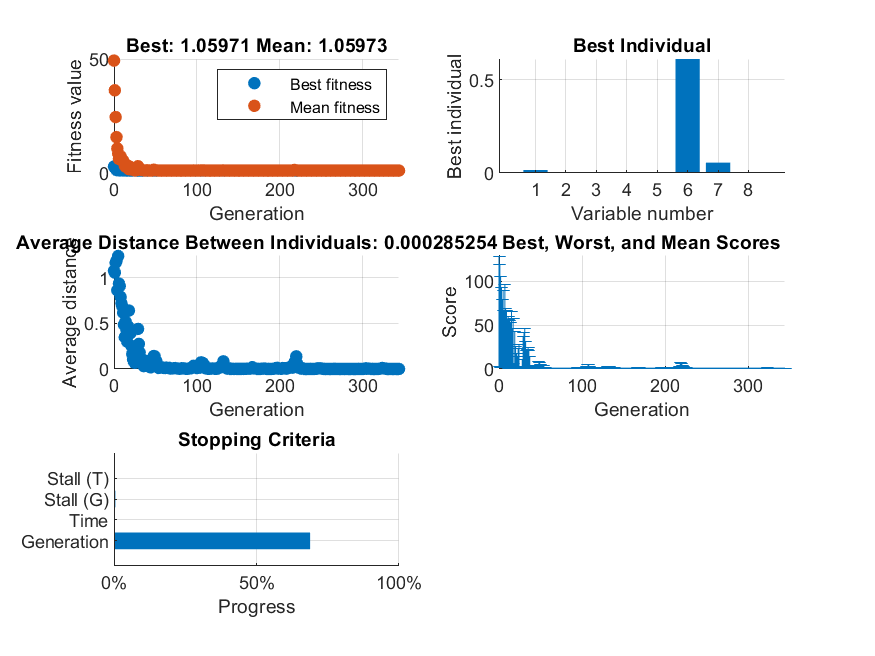 Best: 1.05971 Mean: 1.05973
Fitness value
50
0
Best fitness
Mean fitness
0 100 200 300
Generation
Best Individual
Best individual
0.5
0
1 2 3 4 5 6 7 8
Variable number
Average Distance Between Individuals: 0.000285254
Average distance
1
0.5
0
0 100 200 300
Generation
Best, Worst, and Mean Scores
Score
100
50
0
0 100 200 300
Generation
Stopping Criteria
Stall (T)
Stall (G)
Time
Generation
0% 50% 100%
Progress